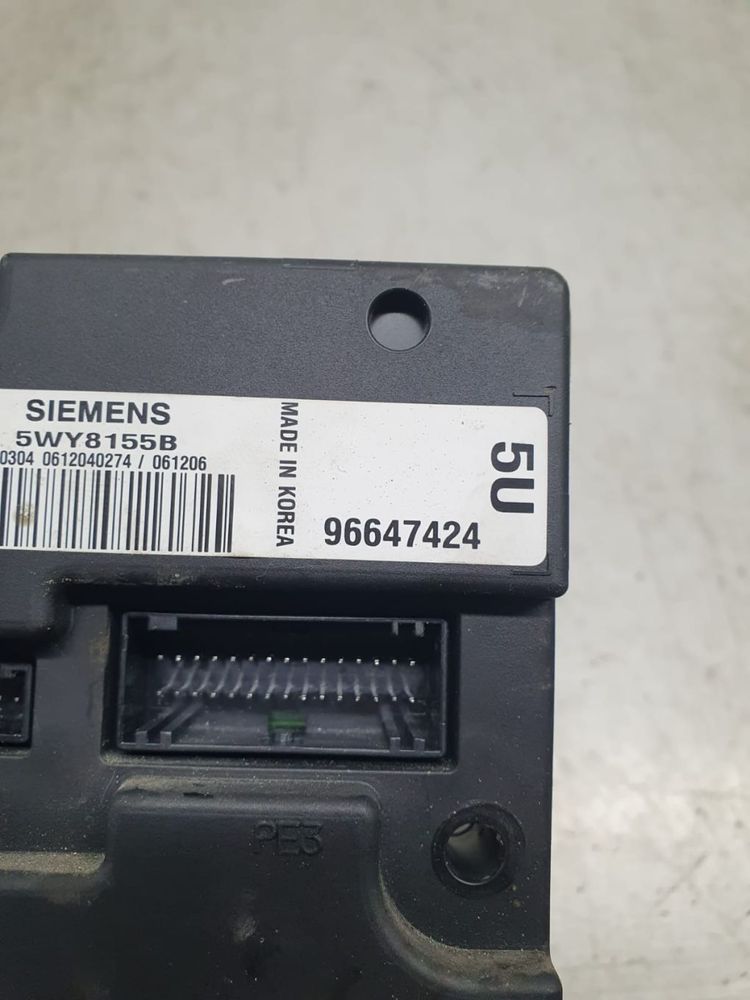 SIEMENS
5WY8155B
0304 0612040274 / 061206
MADE IN KOREA
96647424
5U
PE3